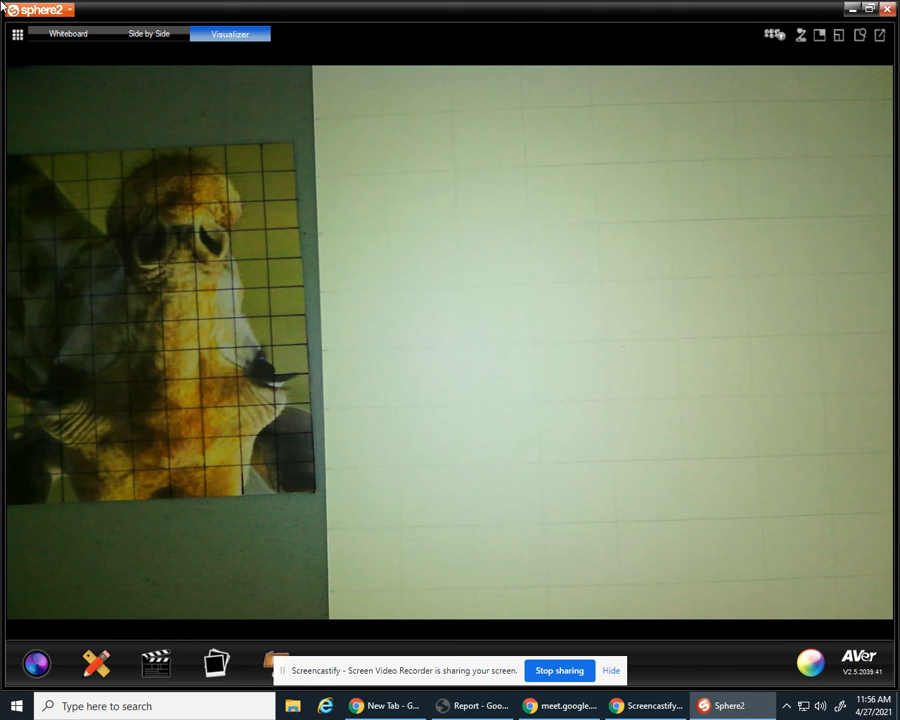 sphere2
Whiteboard
Side by Side
Visualizer
Screencastify - Screen Video Recorder is sharing your screen.
Stop sharing
Hide
AVer
V2.5.2039.41
Type here to search
New Tab - G...
Report - Goo...
meet.google....
Screencastify...
Sphere2
11:56 AM
4/27/2021